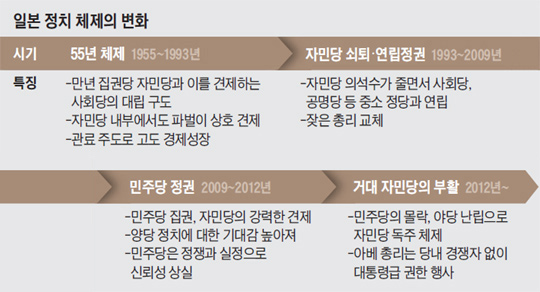 일본 정치 체제의 변화
시기
55년 체제 1955~1993년
자민당 쇠퇴·연립정권 1993~2009년
특징
-만년 집권당 자민당과 이를 견제하는
사회당의 대립 구도
-자민당 내부에서도 파벌이 상호 견제
-관료 주도로 고도 경제성장
-자민당 의석수가 줄면서 사회당,
공명당 등 중소 정당과 연립
-잦은 총리 교체
민주당 정권 2009~2012년
거대 자민당의 부활 2012년~
-민주당 집권, 자민당의 강력한 견제
-양당 정치에 대한 기대감 높아져
-민주당은 정쟁과 실정으로
신뢰성 상실
-민주당의 몰락, 야당 난립으로
자민당 독주 체제
-아베 총리는 당내 경쟁자 없이
대통령급 권한 행사